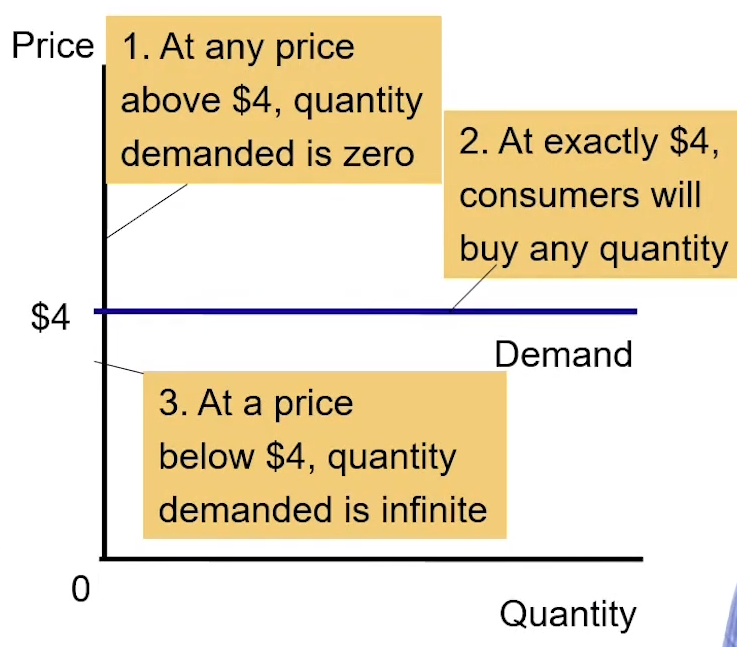 Price
1. At any price
above $4, quantity
demanded is zero
2. At exactly $4,
consumers will
buy any quantity
$4
Demand
3. At a price
below $4, quantity
demanded is infinite
0
Quantity